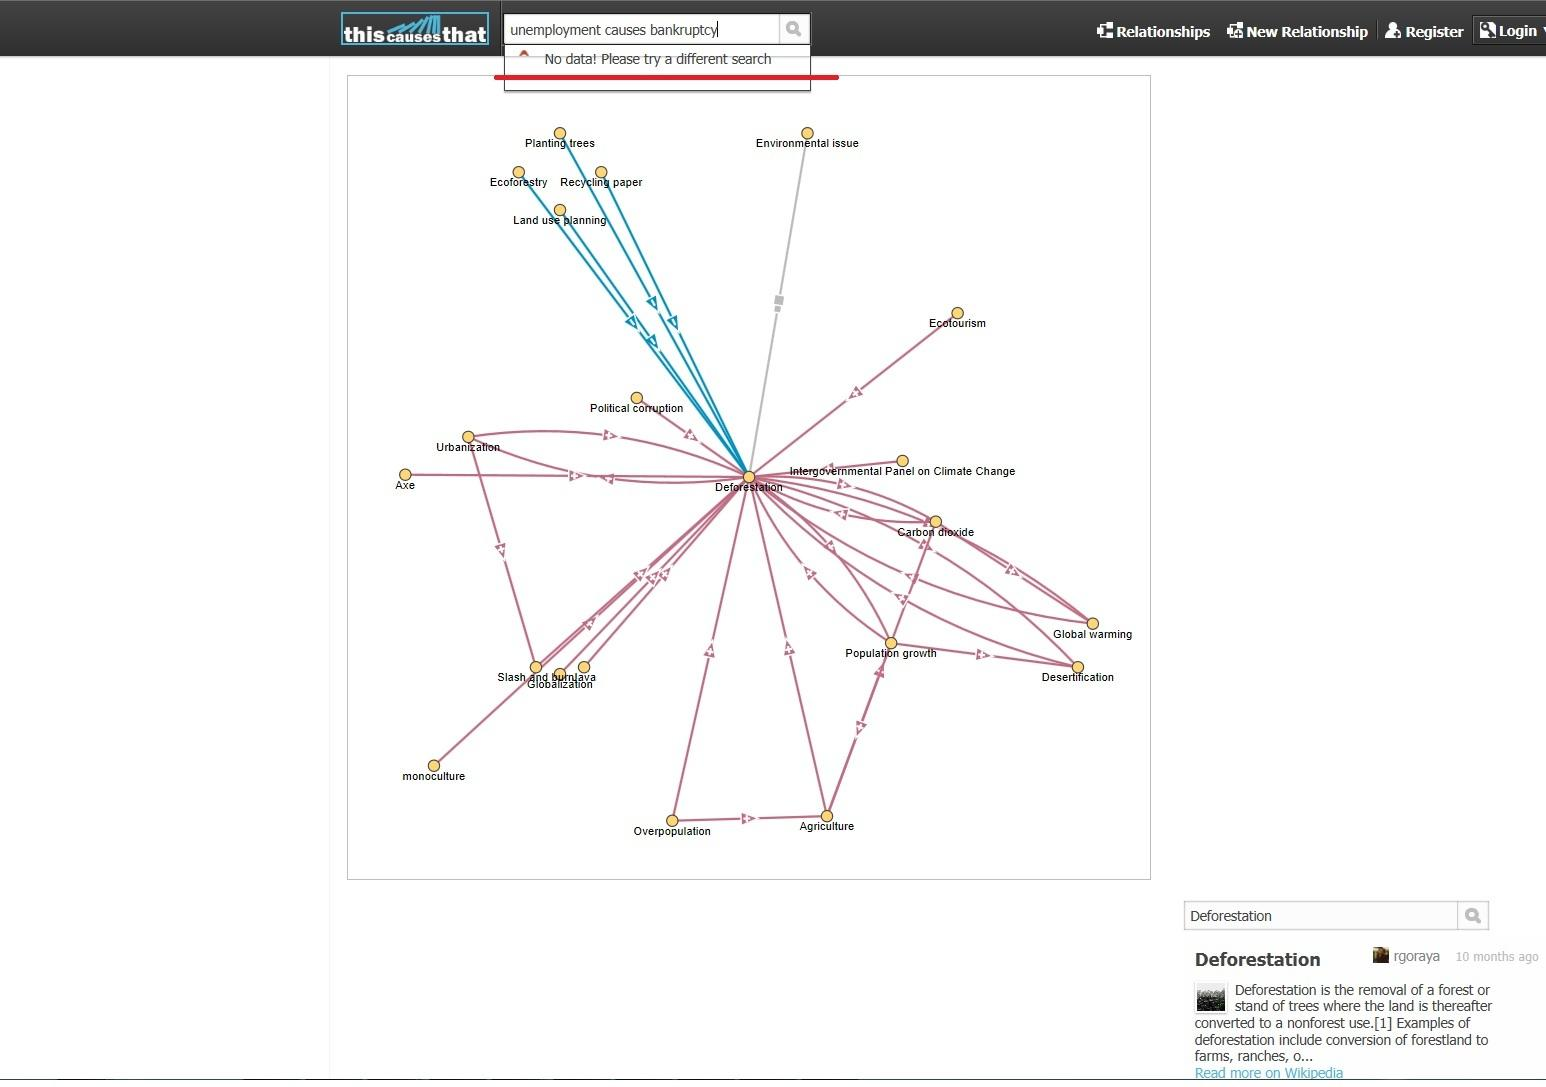 thiscausesthat
unemployment causes bankruptcy
Relationships
New Relationship
Register
Login
No data! Please try a different search
Planting trees
Environmental issue
Ecoforestry
Recycling paper
Land use planning
Ecotourism
Political corruption
Urbanization
Intergovernmental Panel on Climate Change
Axe
Deforestation
Carbon dioxide
Global warming
Population growth
Slash and burn
lava
Globalization
Desertification
monoculture
Overpopulation
Agriculture
Deforestation
Deforestation
rgoraya
10 months ago
Deforestation is the removal of a forest or
stand of trees where the land is thereafter
converted to a nonforest use.[1] Examples of
deforestation include conversion of forestland to
farms, ranches, o...
Read more on Wikipedia